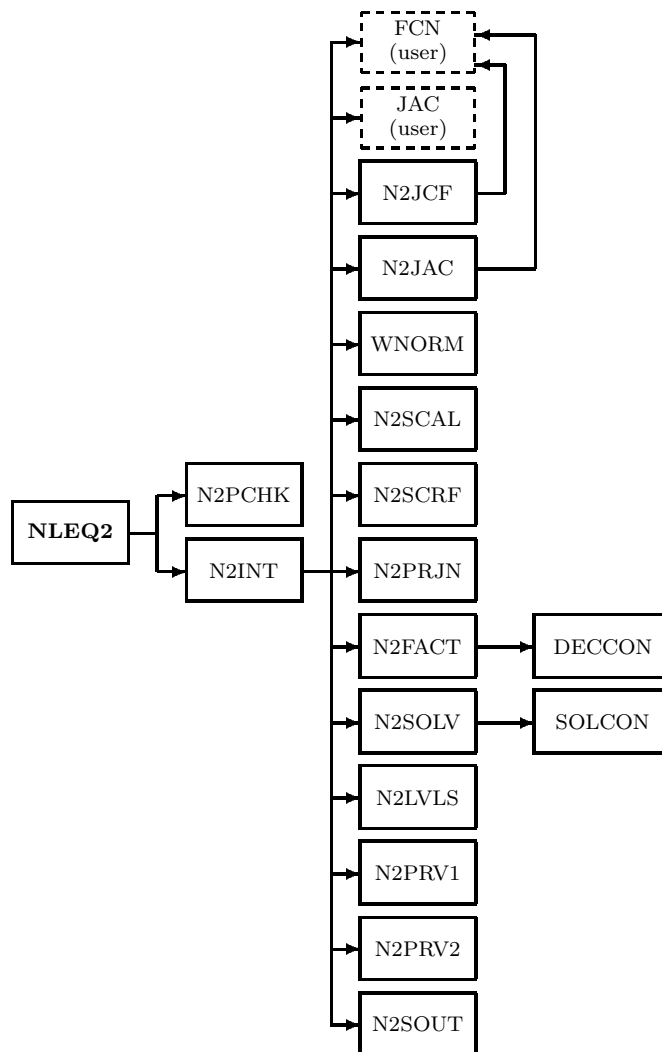 FCN
(user)
JAC
(user)
N2JCF
N2JAC
WNORM
N2SCAL
N2PCHK
N2SCRF
NLEQ2
N2INT
N2PRJN
N2FACT
DECCON
N2SOLV
SOLCON
N2LVLS
N2PRV1
N2PRV2
N2SOUT